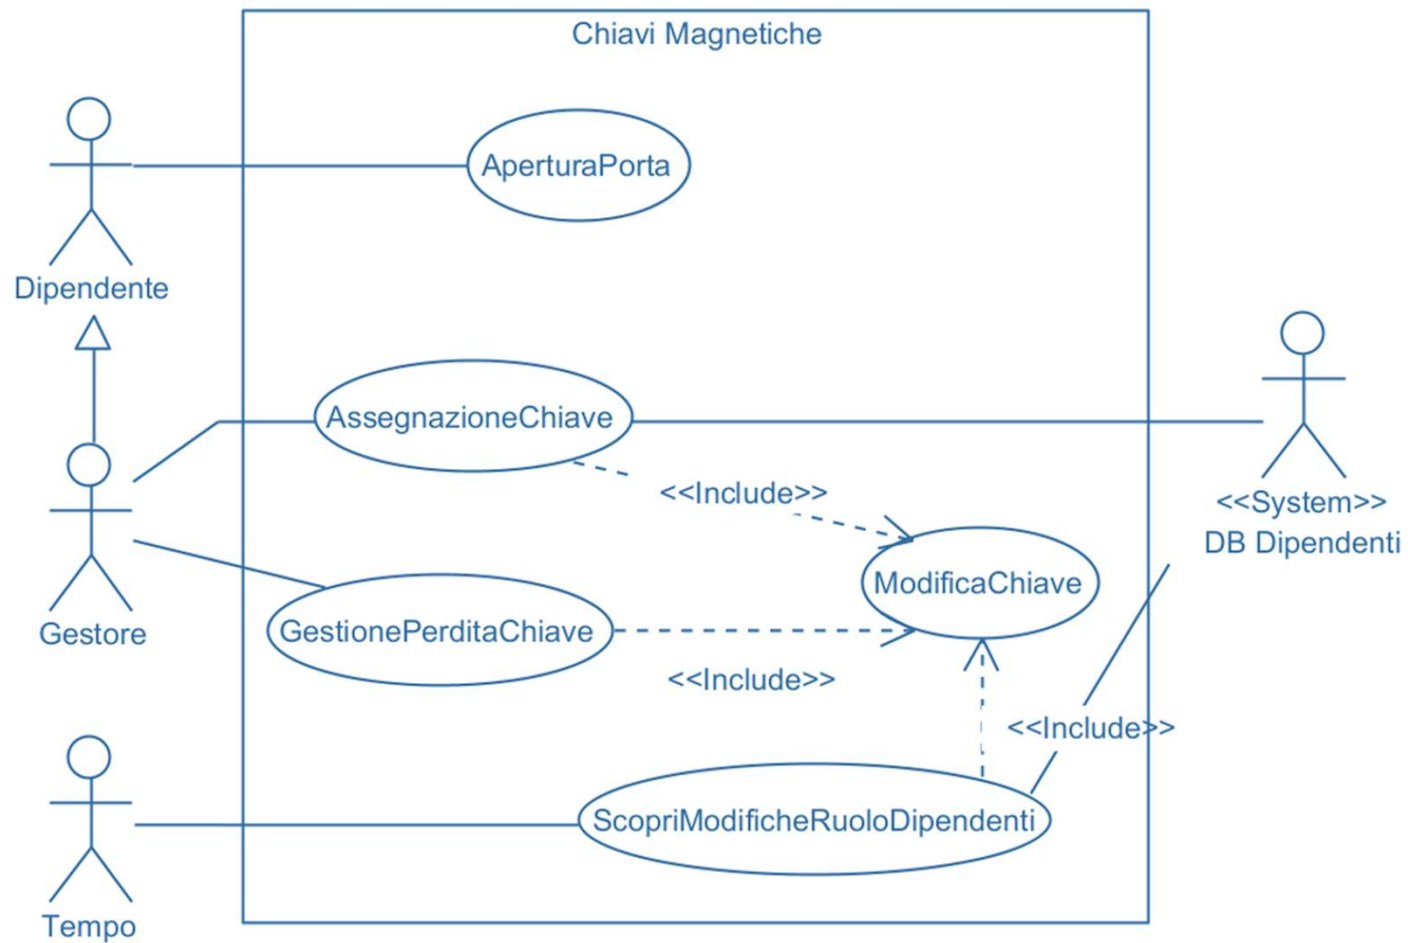 Chiavi Magnetiche
AperturaPorta
Dipendente
AssegnazioneChiave
<<Include>>
<<System>>
DB Dipendenti
ModificaChiave
GestionePerditaChiave
Gestore
<<Include>>
<<Include>>
ScopriModificheRuoloDipendenti
Tempo